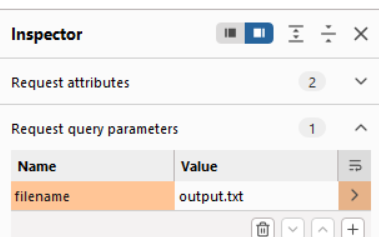 Inspector
Request attributes 2
Request query parameters 1
Name Value
filename output.txt